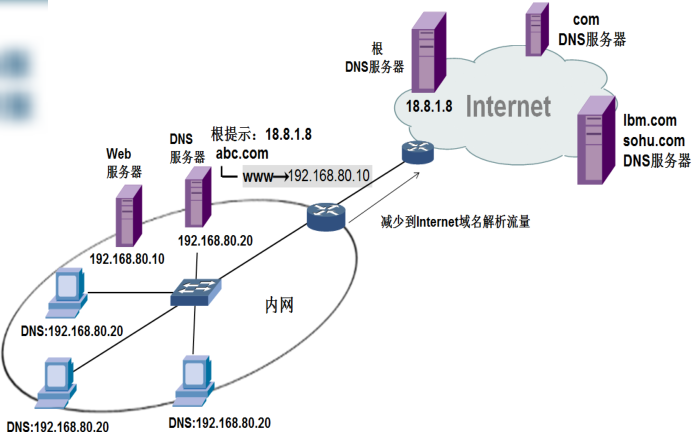 com
DNS服务器
根
DNS服务器
18.8.1.8
Internet
lbm.com
sohu.com
DNS服务器
根提示：18.8.1.8
abc.com
www→192.168.80.10
DNS
服务器
Web
服务器
192.168.80.20
192.168.80.10
减少到Internet域名解析流量
内网
DNS:192.168.80.20
DNS:192.168.80.20
DNS:192.168.80.20